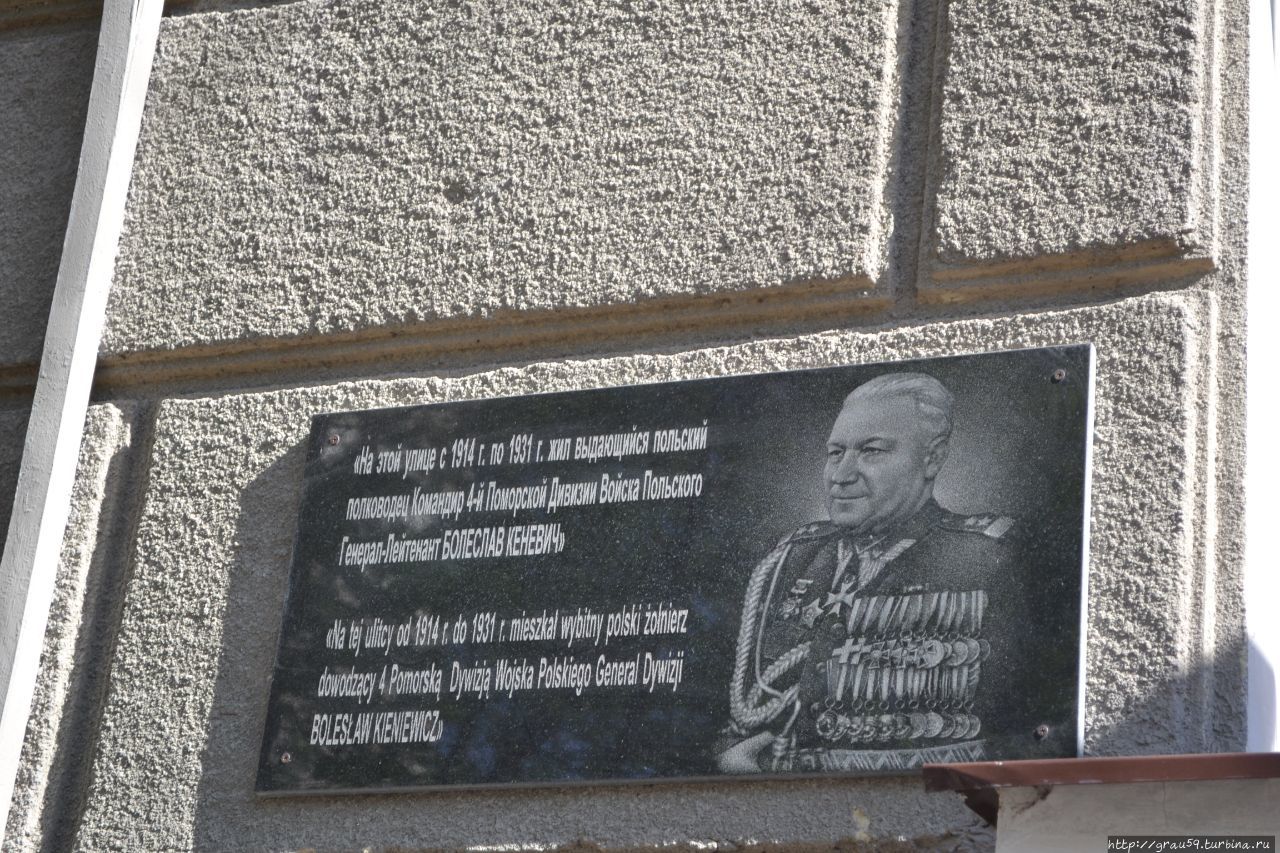 «На этой улице с 1914 г. по 1931 г. жил выдающийся польский
полководец Командир 4-й Поморской Дивизии Войска Польского
Генерал-Лейтенант БОЛЕСЛАВ КЕНЕВИЧ»
«Na tej ulicy od 1914 r. do 1931 r. mieszkał wybitny polski żołnierz
dowodzący 4 Pomorską Dywizją Wojska Polskiego General Dywizji
BOLESŁAW KIENIEWICZ»
http://grau59.turbina.ru